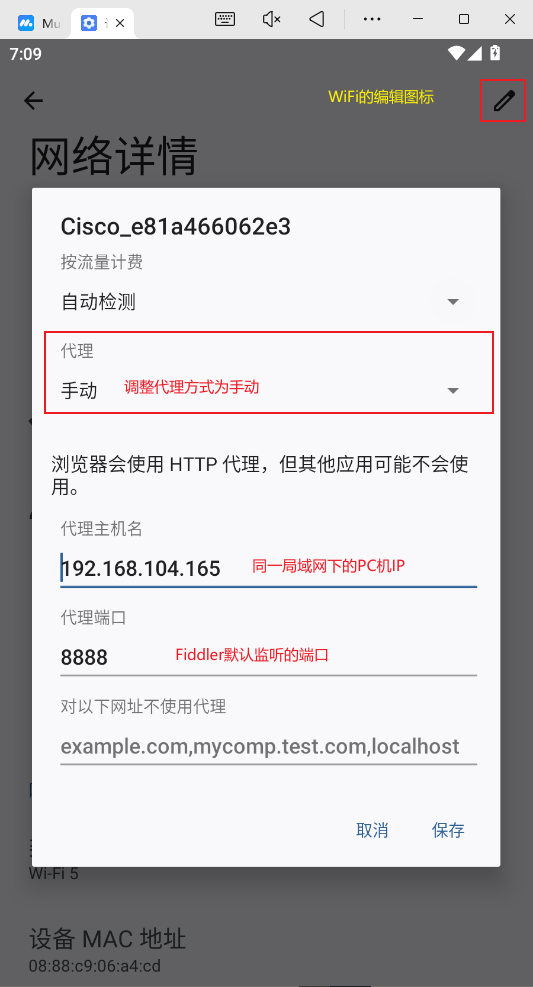 Mu
7:09
WiFi的编辑图标
网络详情
Cisco_e81a466062e3
按流量计费
自动检测
代理
手动 调整代理方式为手动
浏览器会使用 HTTP 代理，但其他应用可能不会使
用。
代理主机名
192.168.104.165 同一局域网下的PC机IP
代理端口
8888 Fiddler默认监听的端口
对以下网址不使用代理
example.com,mycomp.test.com,localhost
取消 保存
Wi-Fi 5
设备 MAC 地址
08:88:c9:06:a4:cd